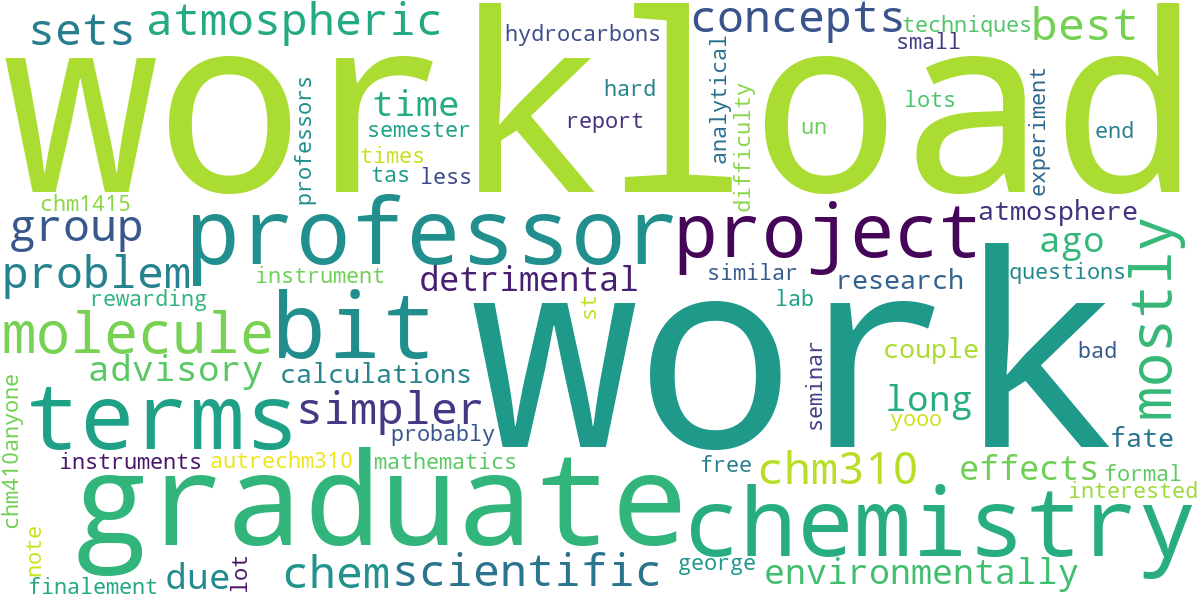 workload
work
graduate
chemistry
professor
project
terms
bit
molecule
mostly
simpler
scientific
chem
chm310
problem
group
sets
atmospheric
concepts
best
time
long
detrimental
environmentally
effects
advisory
due
ago
fate
atmosphere
research
calculations
hydrocarbons
techniques
small
hard
report
semester
times
tas
less
professors
analytical
difficulty
lots
un
experiment
end
chm1415
instrument
rewarding
similar
questions
lab
st
couple
bad
seminar
yooo
probably
instruments
autrechm310
mathematics
free
formal
interested
chm410anyone
note
finalement
lot
george